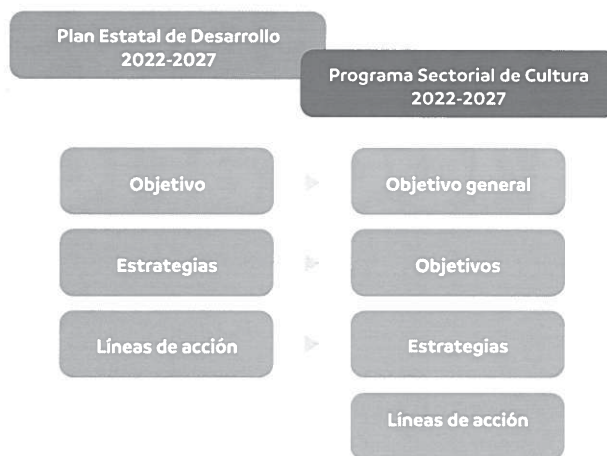 Plan Estatal de Desarrollo
2022-2027
Programa Sectorial de Cultura
2022-2027
Objetivo
Objetivo general
Estrategias
Objetivos
Líneas de acción
Estrategias
Líneas de acción